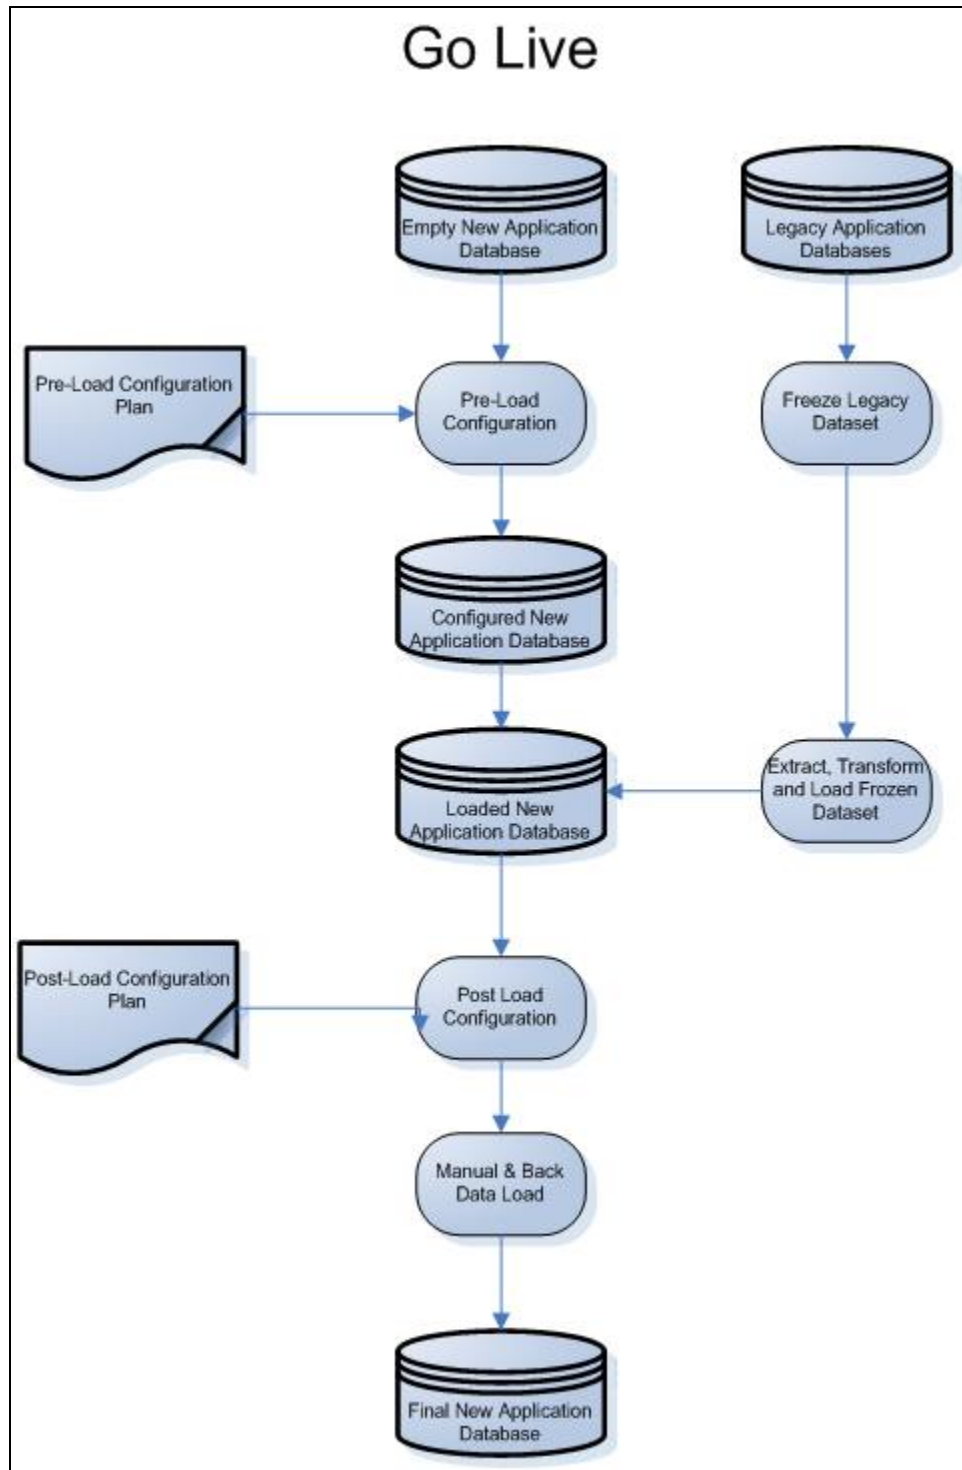 Go Live
Empty New Application
Database
Legacy Application
Databases
Pre-Load Configuration
Plan
Pre-Load
Configuration
Freeze Legacy
Dataset
Configured New
Application Database
Loaded New
Application Database
Extract, Transform
and Load Frozen
Dataset
Post-Load Configuration
Plan
Post Load
Configuration
Manual & Back
Data Load
Final New Application
Database